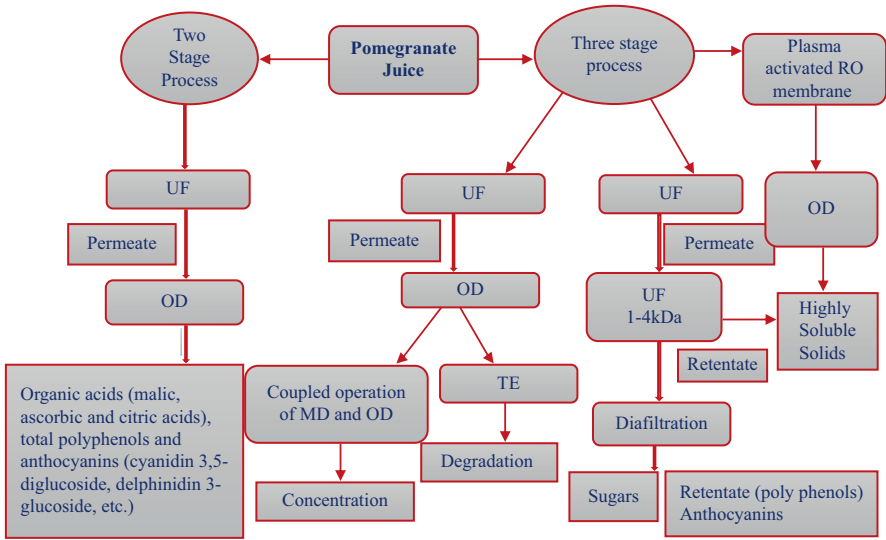 Two
Stage
Process
Pomegranate
Juice
Three stage
process
Plasma
activated RO
membrane
UF
UF
UF
OD
Permeate
Permeate
Permeate
OD
OD
UF
1-4kDa
Highly
Soluble
Solids
Retentate
Organic acids (malic,
ascorbic and citric acids),
total polyphenols and
anthocyanins (cyanidin 3,5-
diglucoside, delphinidin 3-
glucoside, etc.)
Coupled operation
of MD and OD
TE
Diafiltration
Concentration
Degradation
Sugars
Retentate (poly phenols)
Anthocyanins